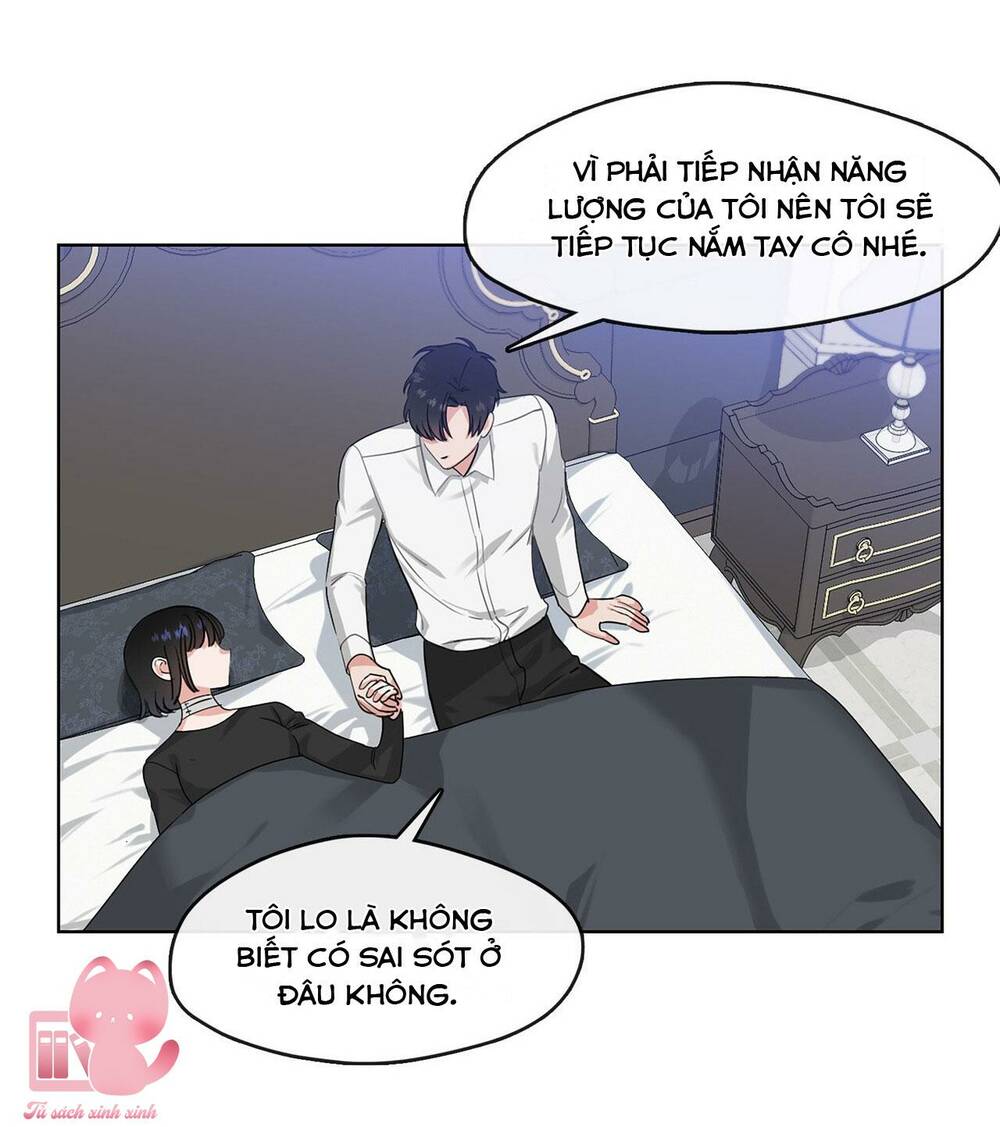 VÌ PHẢI TIẾP NHẬN NĂNG
LƯỢNG CỦA TÔI NÊN TÔI SẼ
TIẾP TỤC NẮM TAY CÔ NHÉ.
TÔI LO LÀ KHÔNG
BIẾT CÓ SAI SÓT Ở
ĐÂU KHÔNG.
Tủ sách xinh xinh